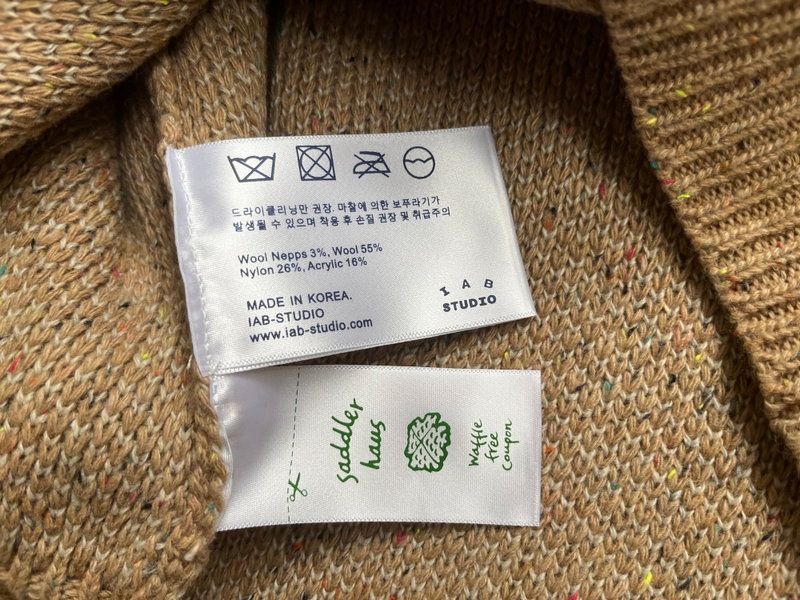 드라이클리닝만 권장. 마찰에 의한 보푸라기가
발생될 수 있으며 착용 후 손질 권장 및 취급주의
Wool Nepps 3%, Wool 55%
Nylon 26%, Acrylic 16%
MADE IN KOREA.
IAB-STUDIO
www.iab-studio.com
IAB
STUDIO
saddler
haus
Waffle
free
coupon